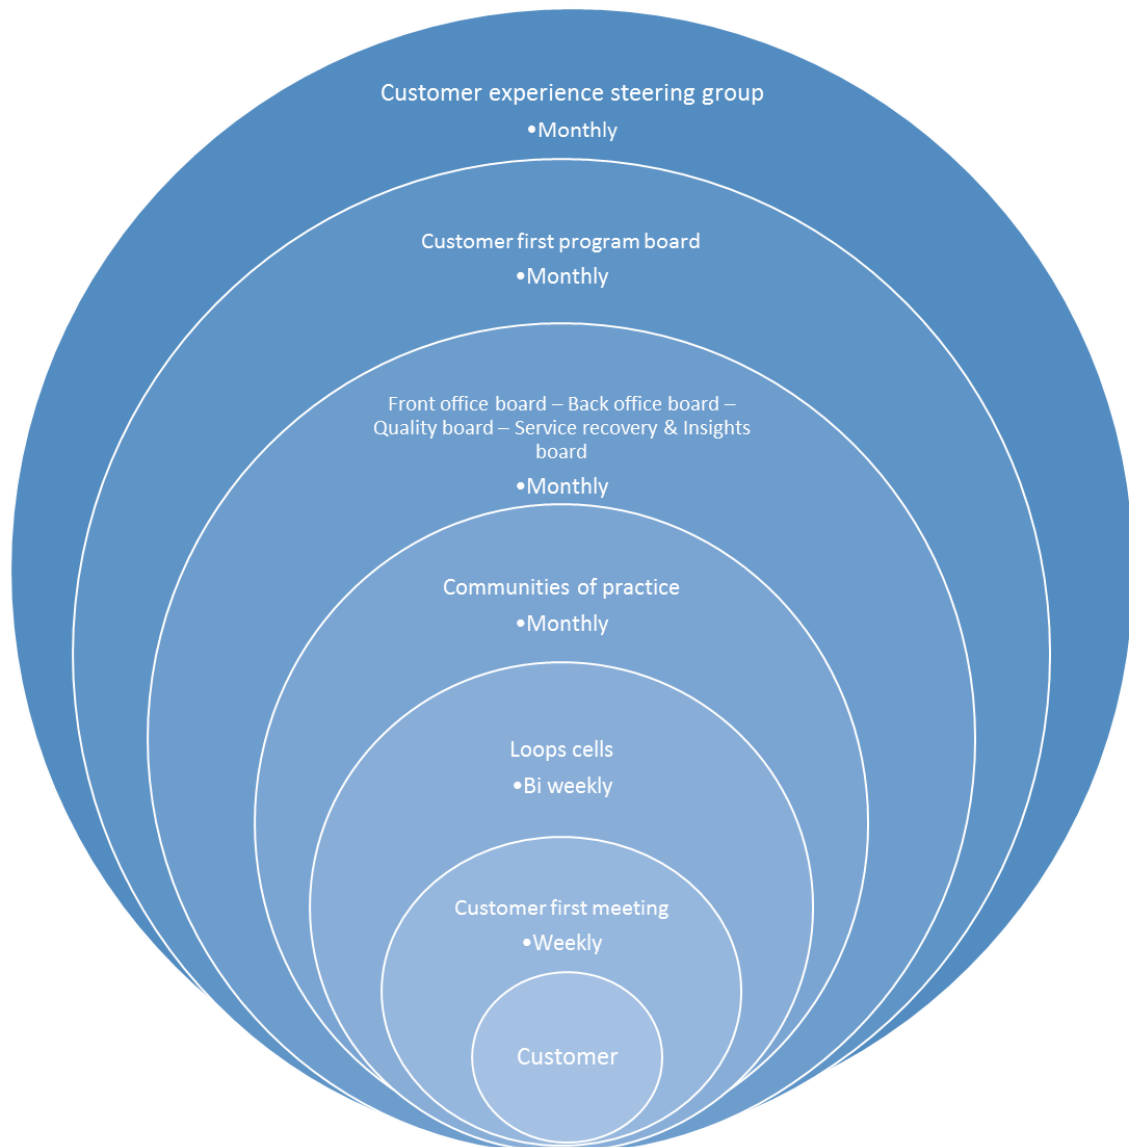 Customer experience steering group
•Monthly
Customer first program board
•Monthly
Front office board – Back office board –
Quality board – Service recovery & Insights
board
•Monthly
Communities of practice
•Monthly
Loops cells
•Bi weekly
Customer first meeting
•Weekly
Customer